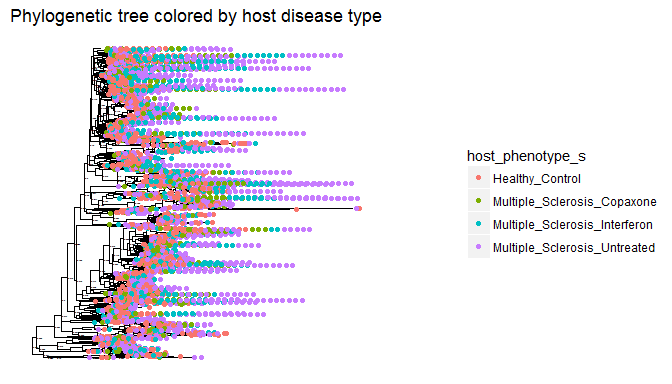 Phylogenetic tree colored by host disease type
host_phenotype_s
Healthy_Control
Multiple_Sclerosis_Copaxone
Multiple_Sclerosis_Interferon
Multiple_Sclerosis_Untreated